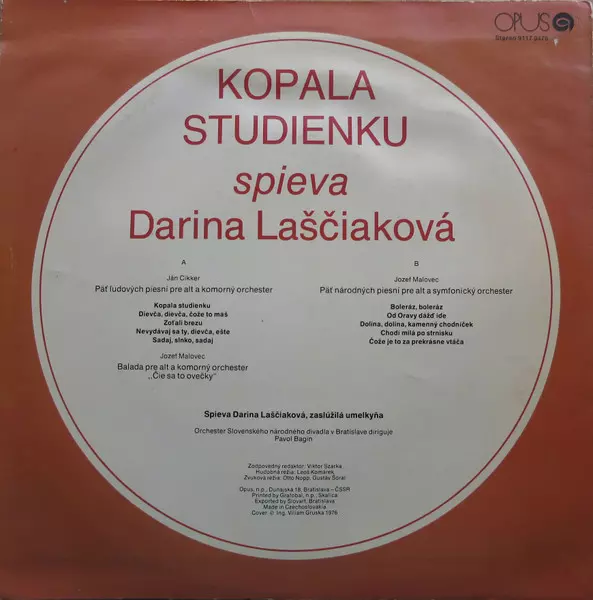 OPUS
Stereo 9117 0475
KOPALA
STUDIENKU
spieva
Darina Laščiaková
A
Ján Cikker
Päť ľudových piesní pre alt a komorný orchester
Kopala studienku
Dievča, dievča, čože to máš
Zoťali brezu
Nevydávaj sa ty, dievča, ešte
Sadaj, slnko, sadaj
Jozef Malovec
Balada pre alt a komorný orchester
„Čie sa to ovečky"
B
Jozef Malovec
Päť národných piesní pre alt a symfonický orchester
Boleráz, boleráz
Od Oravy dážď ide
Dolina, dolina, kamenný chodníček
Chodí milá po strnisku
Čože je to za prekrásne vtáča
Spieva Darina Laščiaková, zaslúžilá umelkyňa
Orchester Slovenského národného divadla v Bratislave diriguje
Pavol Bagin
Zodpovedný redaktor: Viktor Szarka
Hudobná réžia: Leoš Komárek
Zvuková réžia: Otto Nopp, Gustáv Šoral
Opus, n.p., Dunajská 18, Bratislava – ČSSR
Printed by Grafobal, n.p., Skalica
Exported by Slovart, Bratislava
Made in Czechoslovakia
Cover © Ing. Viliam Gruska 1976